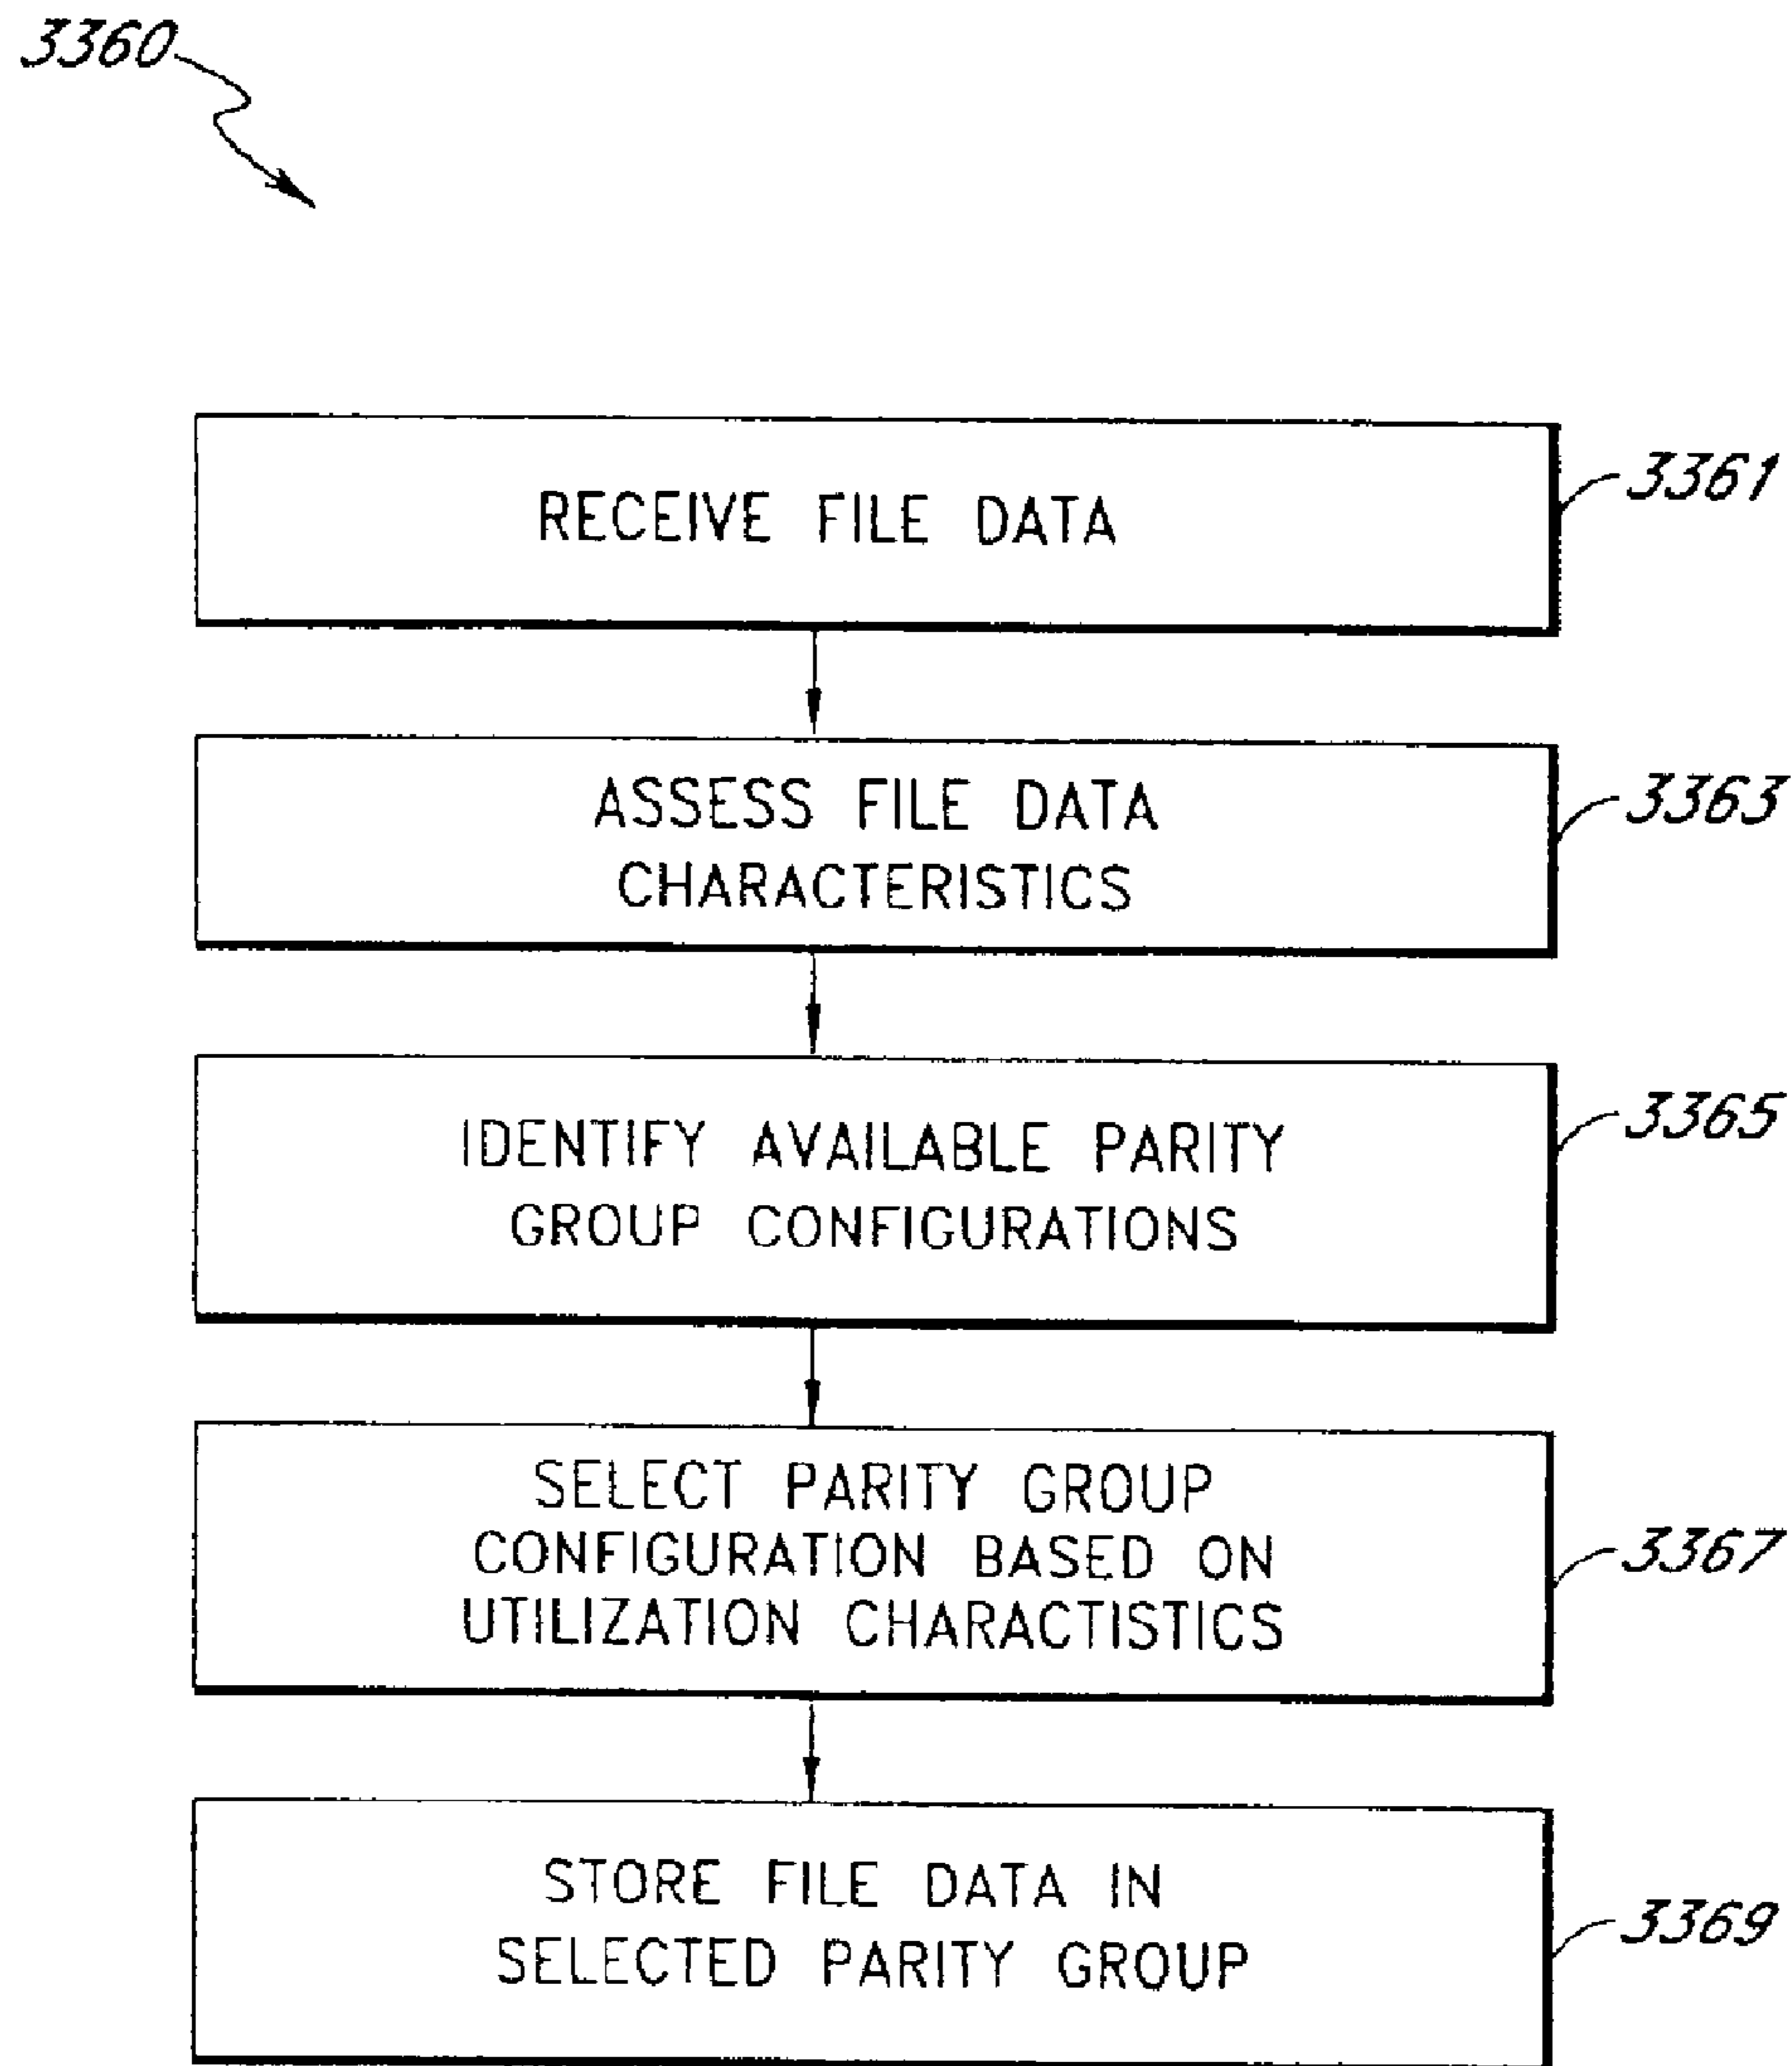 3360
RECEIVE FILE DATA
3361
ASSESS FILE DATA
CHARACTERISTICS
3363
IDENTIFY AVAILABLE PARITY
GROUP CONFIGURATIONS
3365
SELECT PARITY GROUP
CONFIGURATION BASED ON
UTILIZATION CHARACTISTICS
3367
STORE FILE DATA IN
SELECTED PARITY GROUP
3369